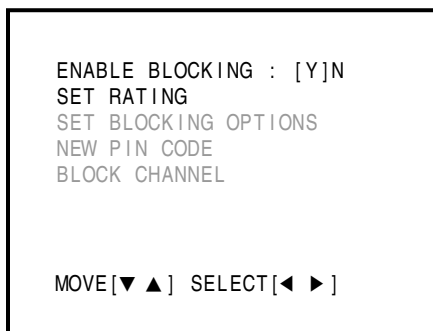 ENABLE BLOCKING : [Y]N
SET RATING
SET BLOCKING OPTIONS
NEW PIN CODE
BLOCK CHANNEL
MOVE[▼ ▲] SELECT[◀ ▶]